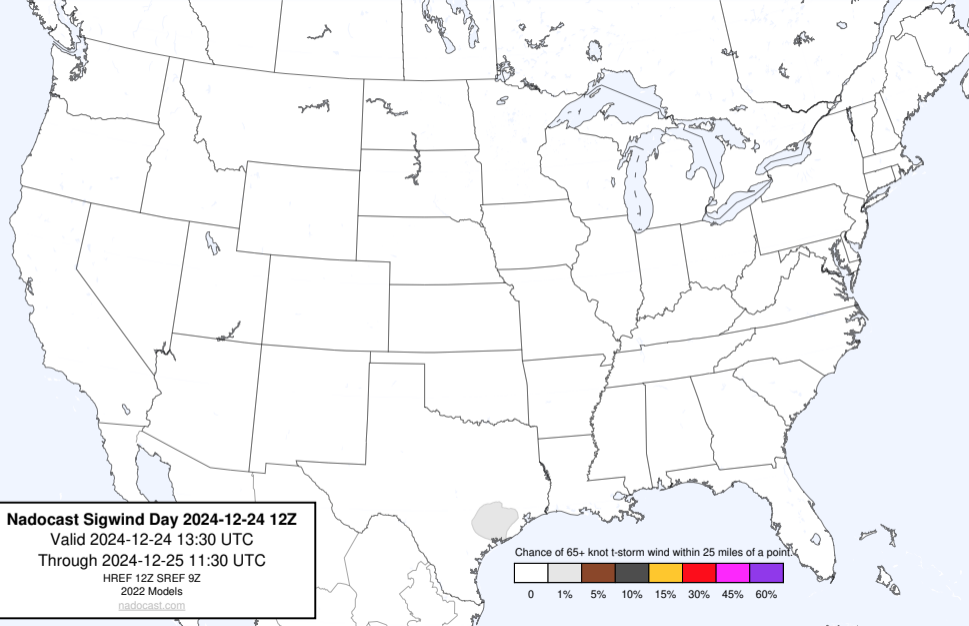 Nadocast Sigwind Day 2024-12-24 12Z
Valid 2024-12-24 13:30 UTC
Through 2024-12-25 11:30 UTC
HREF 12Z SREF 9Z
2022 Models
nadocast.com
Chance of 65+ knot t-storm wind within 25 miles of a point.
0 1% 5% 10% 15% 30% 45% 60%